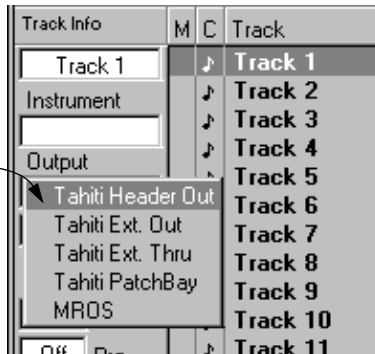 Track Info
M C Track
Track 1
Track 1
Instrument
Track 2
Track 3
Output
Track 4
Track 5
Tahiti Header Out
Tahiti Ext. Out
Tahiti Ext. Thru
Tahiti PatchBay
MROS
Track 6
Track 7
Track 8
Track 9
Track 10
Off
Track 11